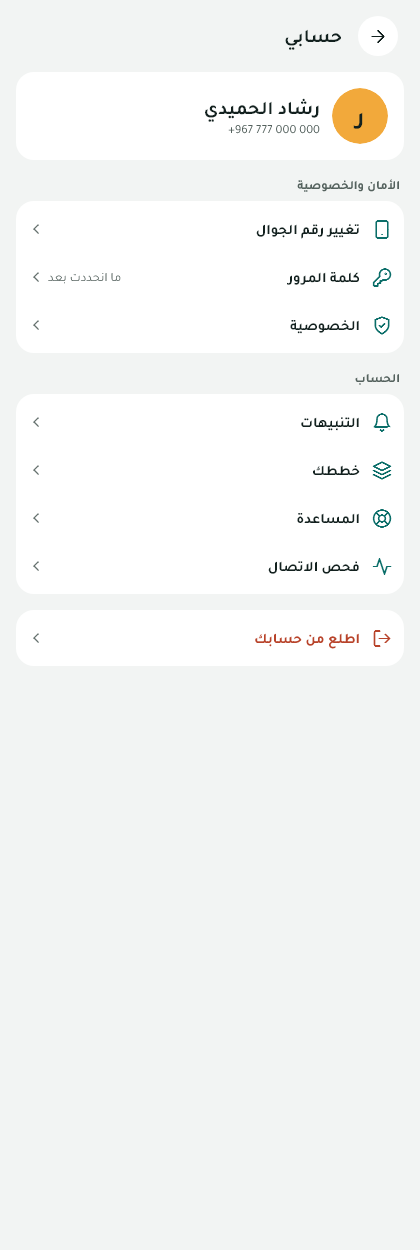 حسابي
ر
رشاد الحميدي
+967 777 000 000
الأمان والخصوصية
تغيير رقم الجوال
كلمة المرور
ما انحددت بعد
الخصوصية
الحساب
التنبيهات
خططك
المساعدة
فحص الاتصال
اطلع من حسابك